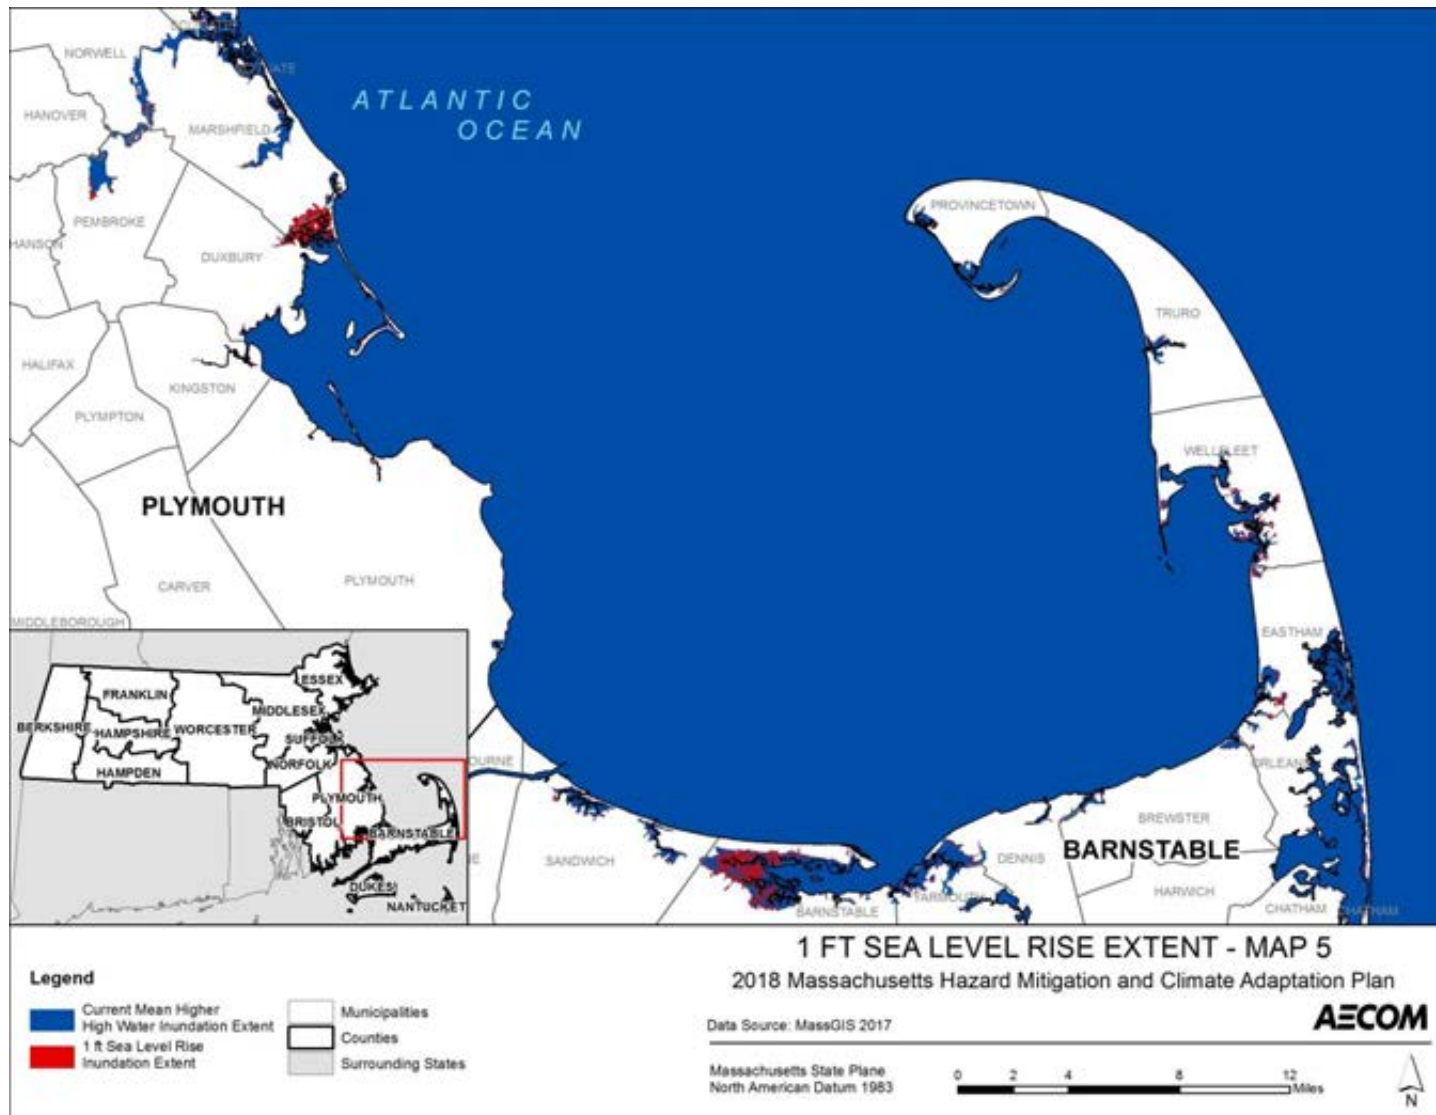 NORWELL
HANOVER
MARSHFIELD
ATLANTIC
OCEAN
PEMBROKE
HANSON
DUXBURY
PROVINCETOWN
TRURO
HALIFAX
KINGSTON
PLYMPTON
WELLFLEET
PLYMOUTH
CARVER
PLYMOUTH
MIDDLEBOROUGH
EASTHAM
ORLEANS
OURNE
SANDWICH
BREWSTER
DENNIS
BARNSTABLE
HARWICH
YARMOUTH
BARNSTABLE
CHATHAM
CHATHAM
ESSEX
FRANKLIN
MIDDLESEX
BERKSHIRE
HAMPSHIRE
WORCESTER
SUFFOLK
HAMPDEN
NORFOLK
PLYMOUTH
BRISTOL
BARNSTABLE
DUKES
NANTUCKET
1 FT SEA LEVEL RISE EXTENT - MAP 5
2018 Massachusetts Hazard Mitigation and Climate Adaptation Plan
Legend
Current Mean Higher
High Water Inundation Extent
1 ft Sea Level Rise
Inundation Extent
Municipalities
Counties
Surrounding States
Data Source: MassGIS 2017
AECOM
Massachusetts State Plane
North American Datum 1983
0 2 4 8 12
Miles
N